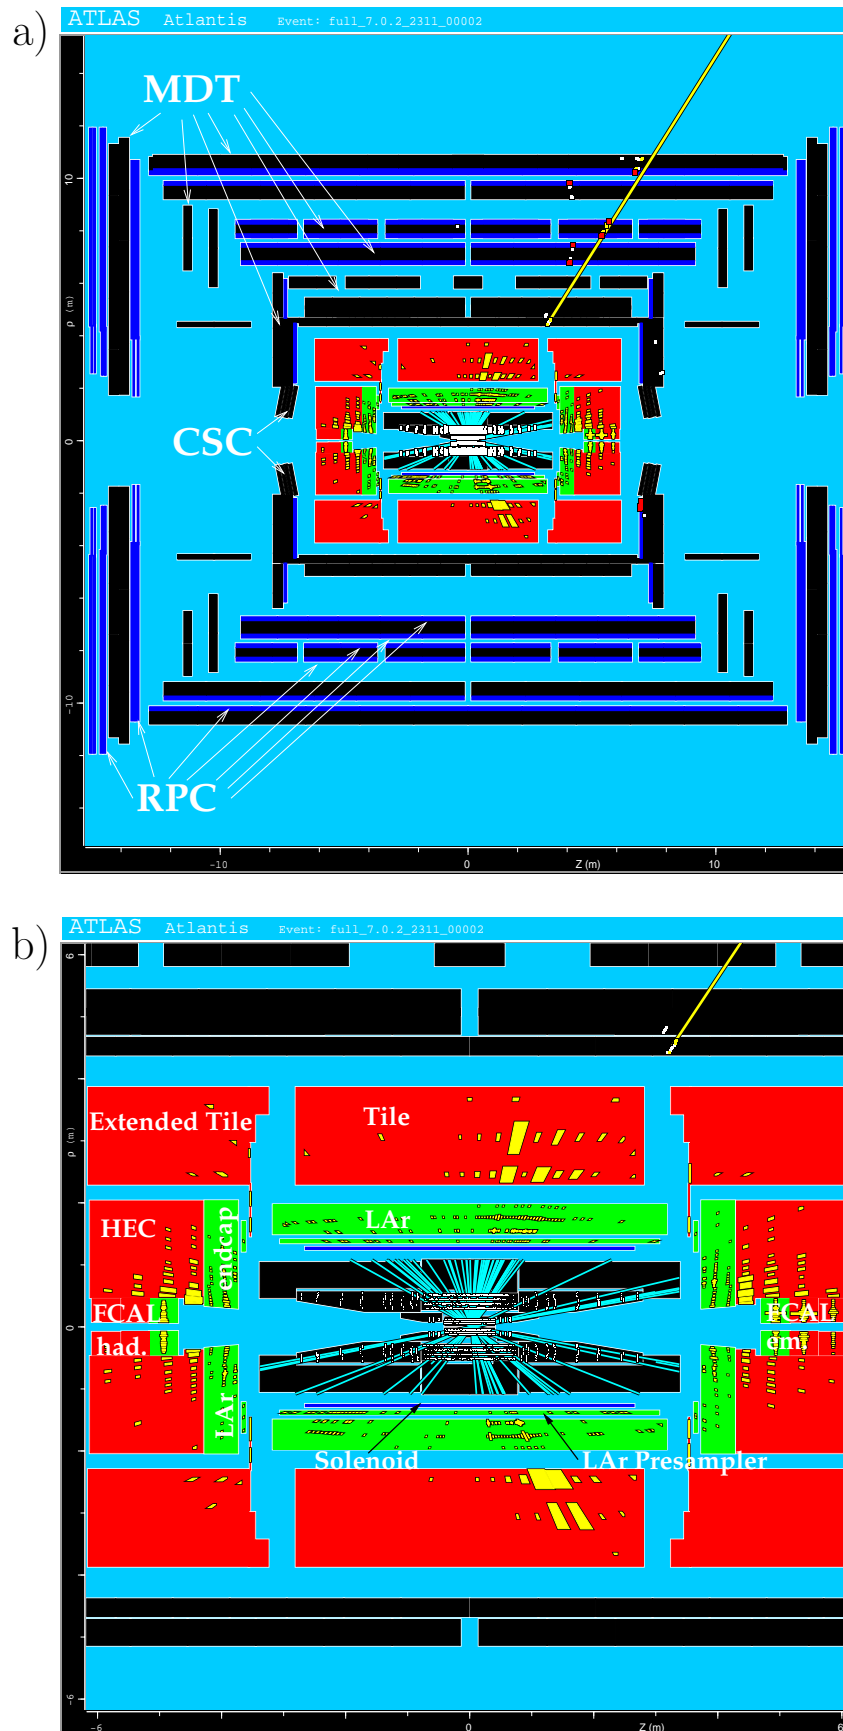 a)
ATLAS Atlantis Event: full_7.0.2_2311_00002
MDT
10
ρ (m)
CSC
0
-10
RPC
-10 0 Z (m) 10
b)
ATLAS Atlantis Event: full_7.0.2_2311_00002
6
Extended Tile
Tile
ρ (m)
HEC
LAr
endcap
FCAL
FCAL
0
had.
em.
LAr
Solenoid
LAr Presampler
-6
-6 0 Z (m) 6